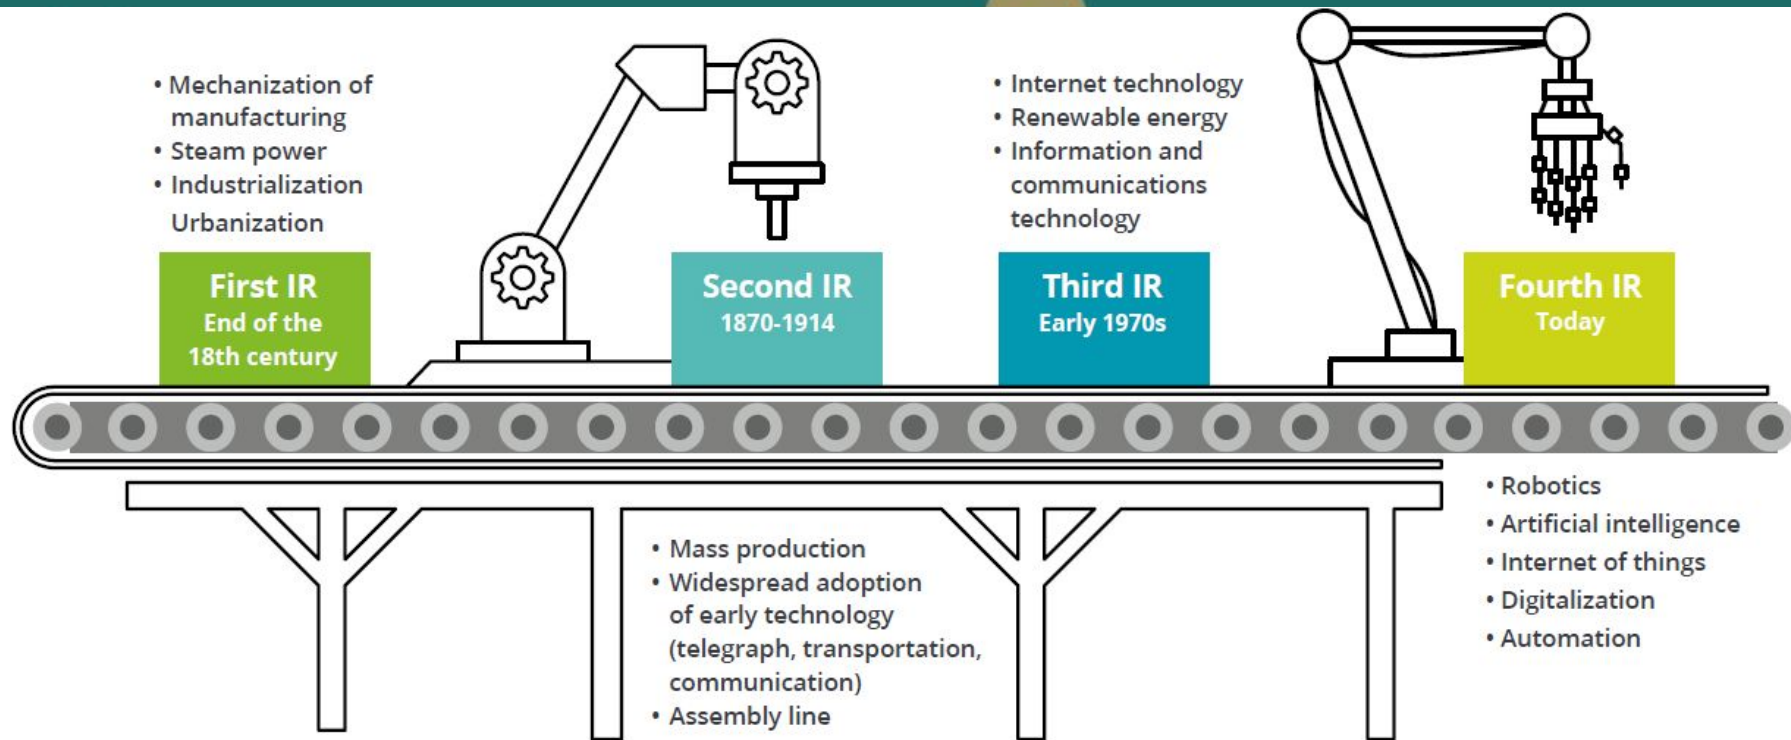 • Mechanization of
manufacturing
• Steam power
• Industrialization
Urbanization
First IR
End of the
18th century
Second IR
1870-1914
• Mass production
• Widespread adoption
of early technology
(telegraph, transportation,
communication)
• Assembly line
• Internet technology
• Renewable energy
• Information and
communications
technology
Third IR
Early 1970s
Fourth IR
Today
• Robotics
• Artificial intelligence
• Internet of things
• Digitalization
• Automation